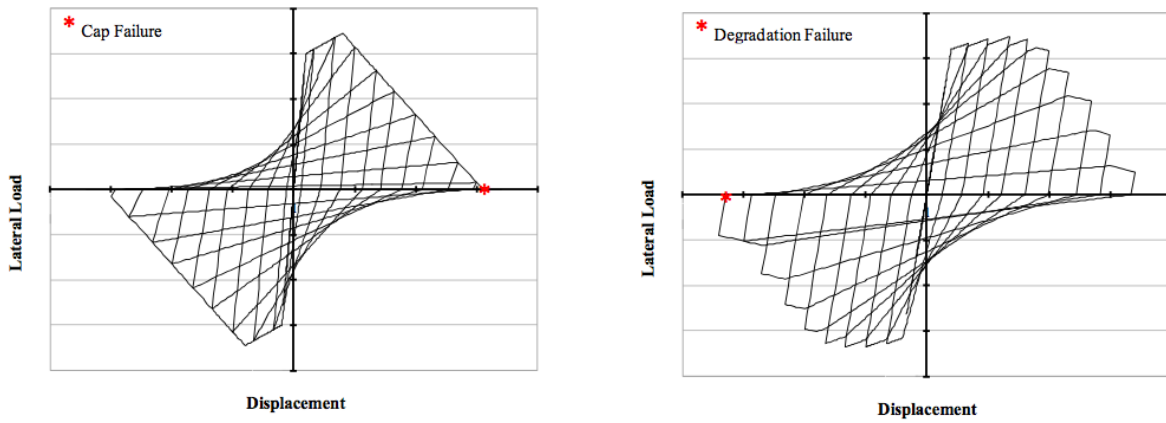 * Cap Failure
Lateral Load
Displacement
* Degradation Failure
Lateral Load
Displacement